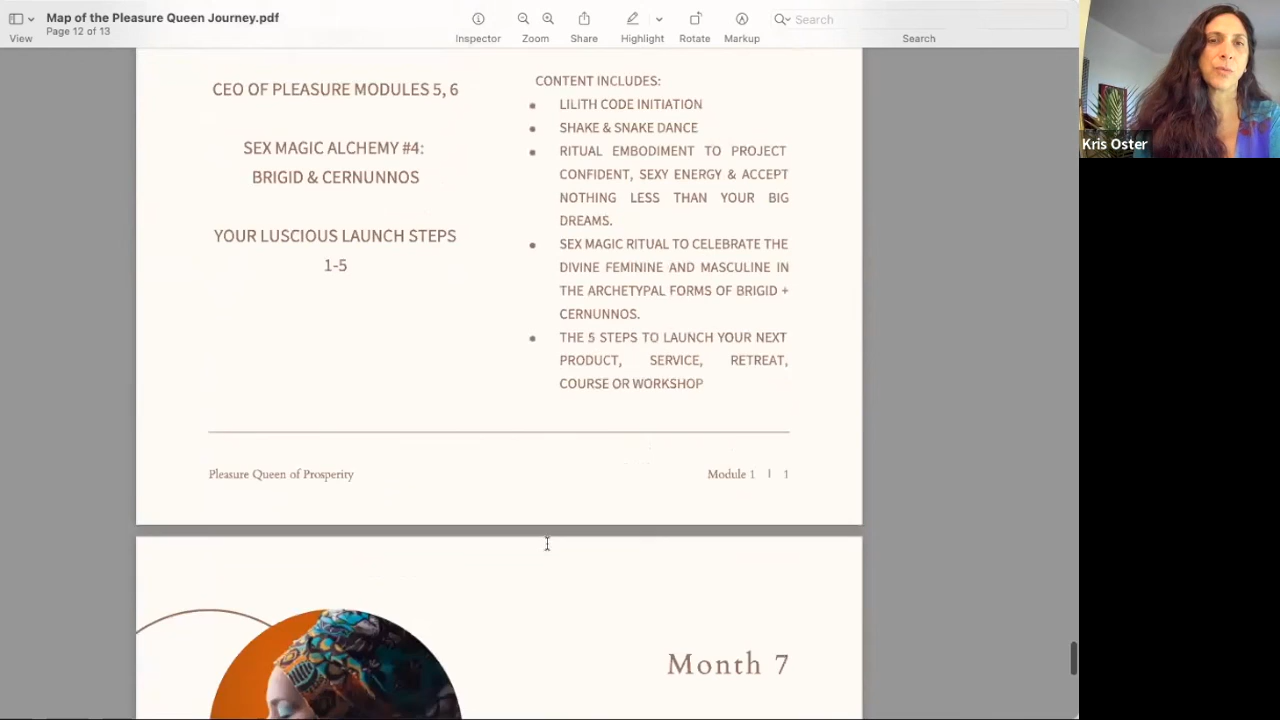 Map of the Pleasure Queen Journey.pdf
Page 12 of 13
View
Inspector
Zoom
Share
Highlight
Rotate
Markup
Search
Search
Kris Oster
CEO OF PLEASURE MODULES 5, 6
SEX MAGIC ALCHEMY #4:
BRIGID & CERNUNNOS
YOUR LUSCIOUS LAUNCH STEPS
1-5
CONTENT INCLUDES:
LILITH CODE INITIATION
SHAKE & SNAKE DANCE
RITUAL EMBODIMENT TO PROJECT
CONFIDENT, SEXY ENERGY & ACCEPT
NOTHING LESS THAN YOUR BIG
DREAMS.
SEX MAGIC RITUAL TO CELEBRATE THE
DIVINE FEMININE AND MASCULINE IN
THE ARCHETYPAL FORMS OF BRIGID +
CERNUNNOS.
THE 5 STEPS TO LAUNCH YOUR NEXT
PRODUCT, SERVICE, RETREAT,
COURSE OR WORKSHOP
Pleasure Queen of Prosperity
Module 1 | 1
Month 7